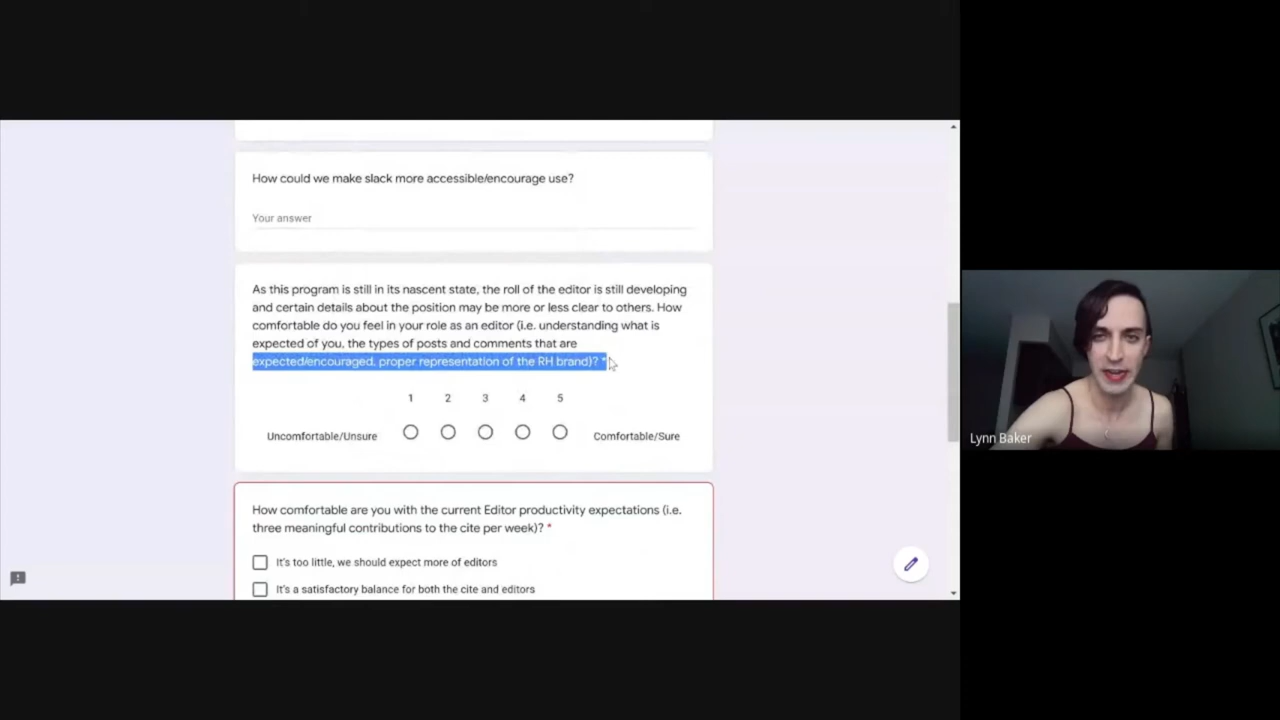 How could we make slack more accessible/encourage use?
Your answer
As this program is still in its nascent state, the roll of the editor is still developing
and certain details about the position may be more or less clear to others. How
comfortable do you feel in your role as an editor (i.e. understanding what is
expected of you, the types of posts and comments that are
expected/encouraged. proper representation of the RH brand)? *
1 2 3 4 5
Uncomfortable/Unsure Comfortable/Sure
How comfortable are you with the current Editor productivity expectations (i.e.
three meaningful contributions to the cite per week)? *
It's too little, we should expect more of editors
It's a satisfactory balance for both the cite and editors
Lynn Baker